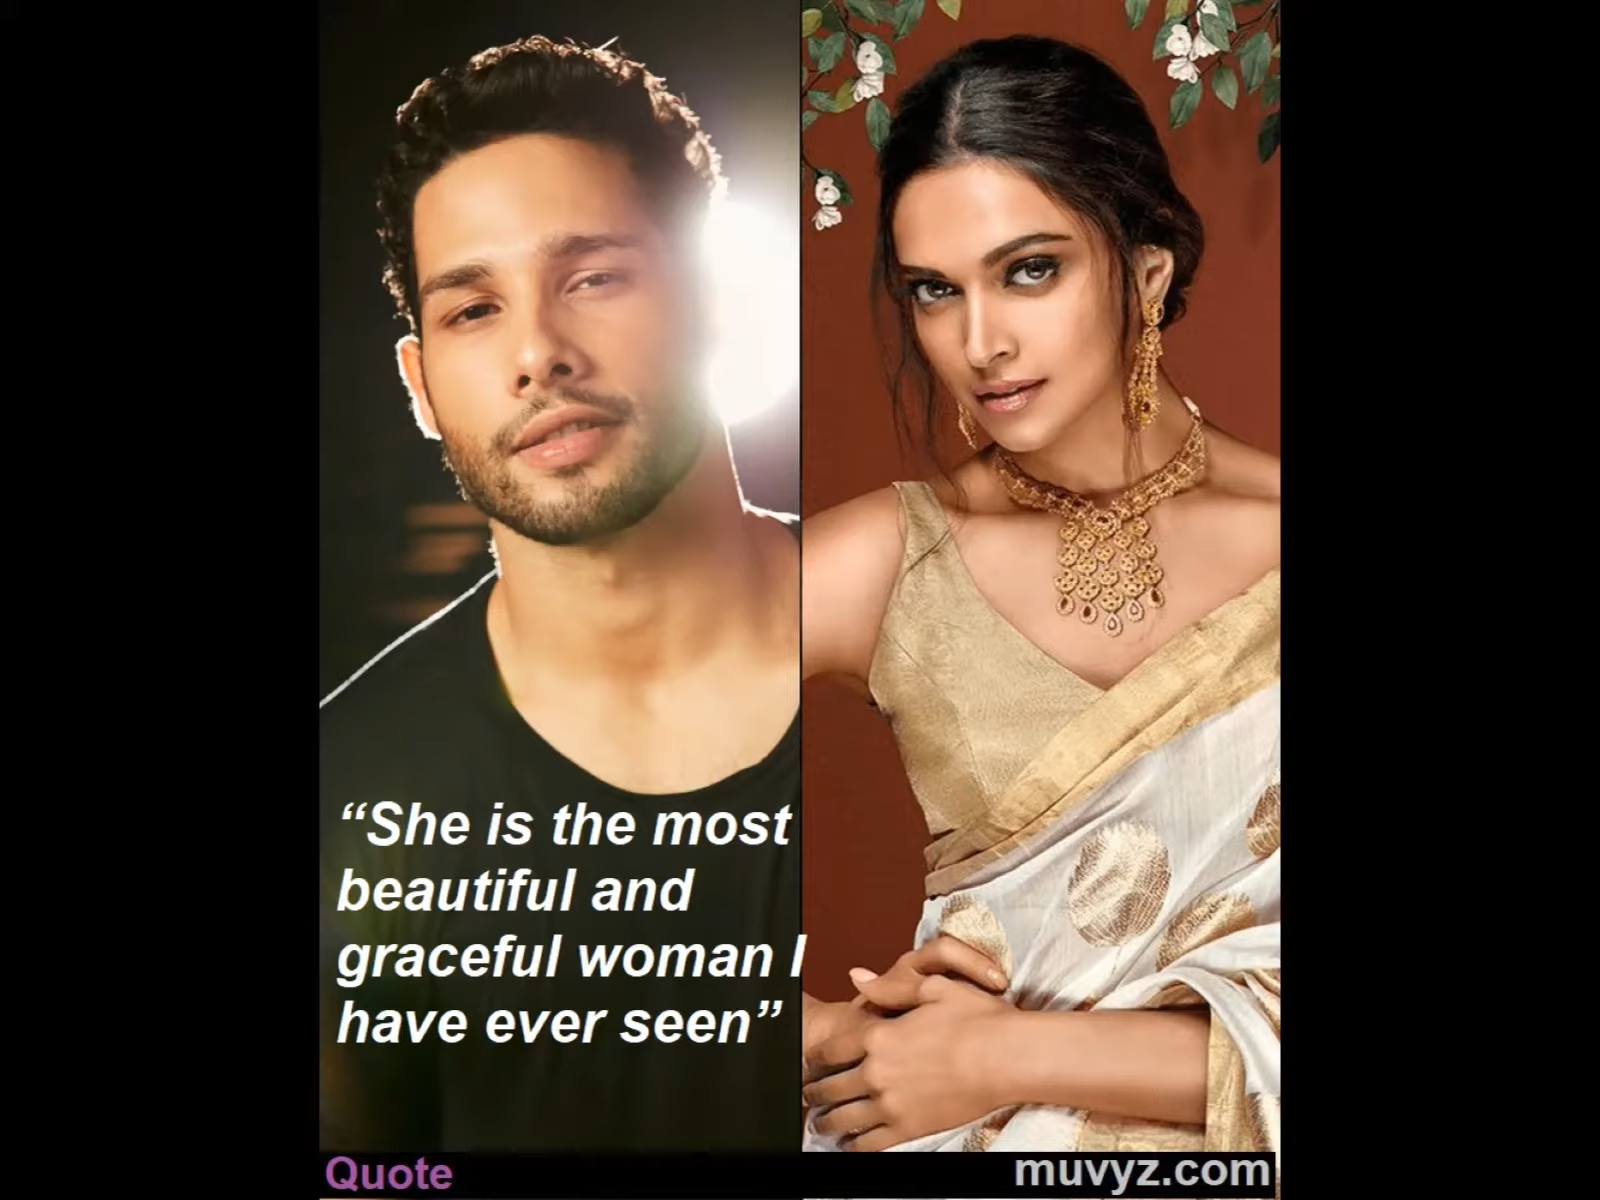 “She is the most
beautiful and
graceful woman I
have ever seen”
Quote
muvyz.com